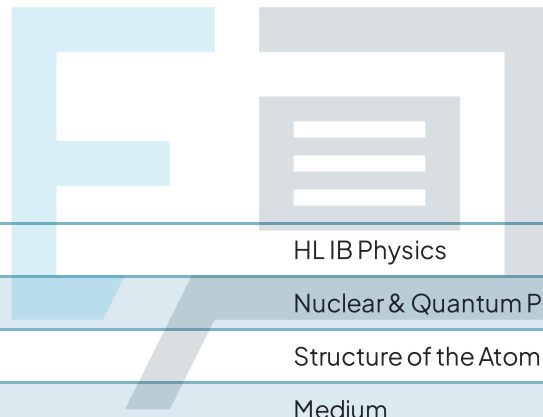 HL IB Physics
Nuclear & Quantum P
Structure of the Atom
Medium